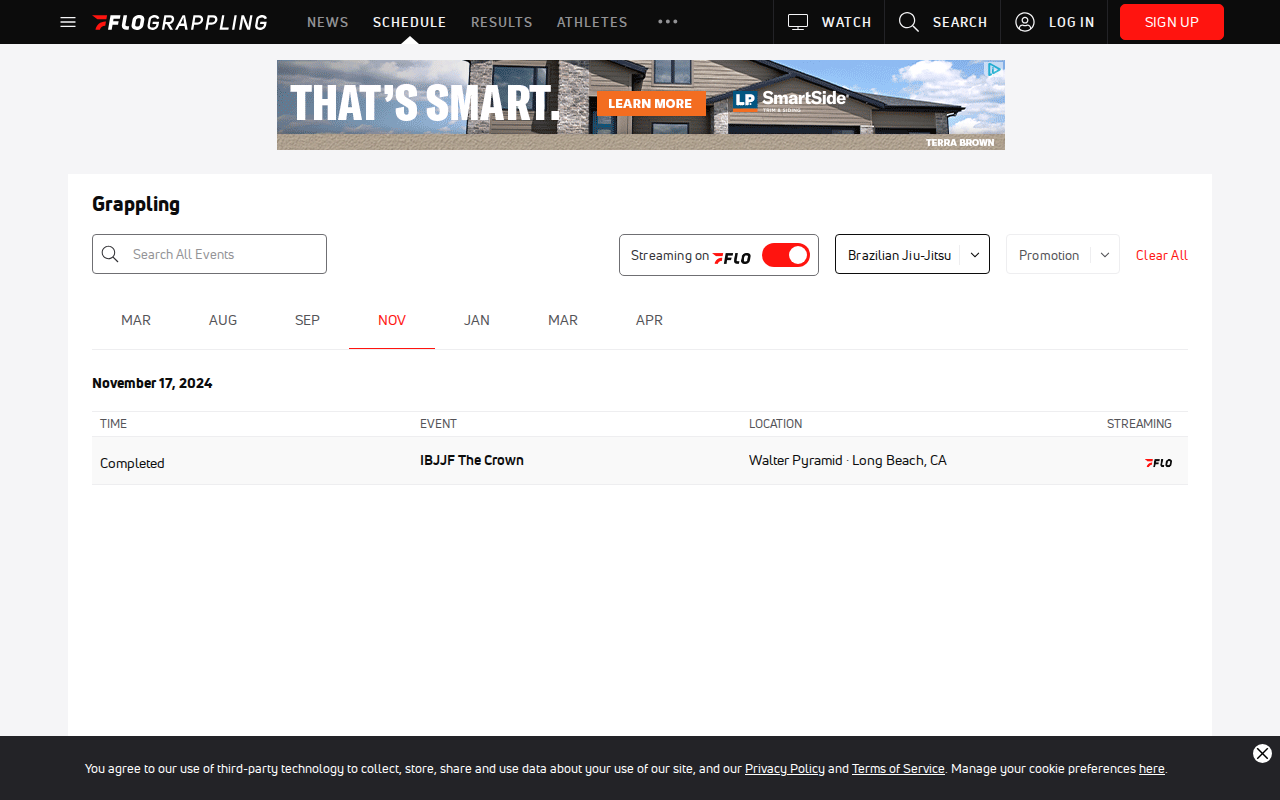 FLOGRAPPLING NEWS SCHEDULE RESULTS ATHLETES WATCH SEARCH LOG IN SIGN UP
THAT'S SMART. LEARN MORE LP SmartSide
TRIM & SIDING
TERRA BROWN
Grappling
Search All Events Streaming on FLO Brazilian Jiu-Jitsu Promotion Clear All
MAR AUG SEP NOV JAN MAR APR
November 17, 2024
TIME EVENT LOCATION STREAMING
Completed IBJJF The Crown Walter Pyramid · Long Beach, CA FLO
You agree to our use of third-party technology to collect, store, share and use data about your use of our site, and our Privacy Policy and Terms of Service. Manage your cookie preferences here.